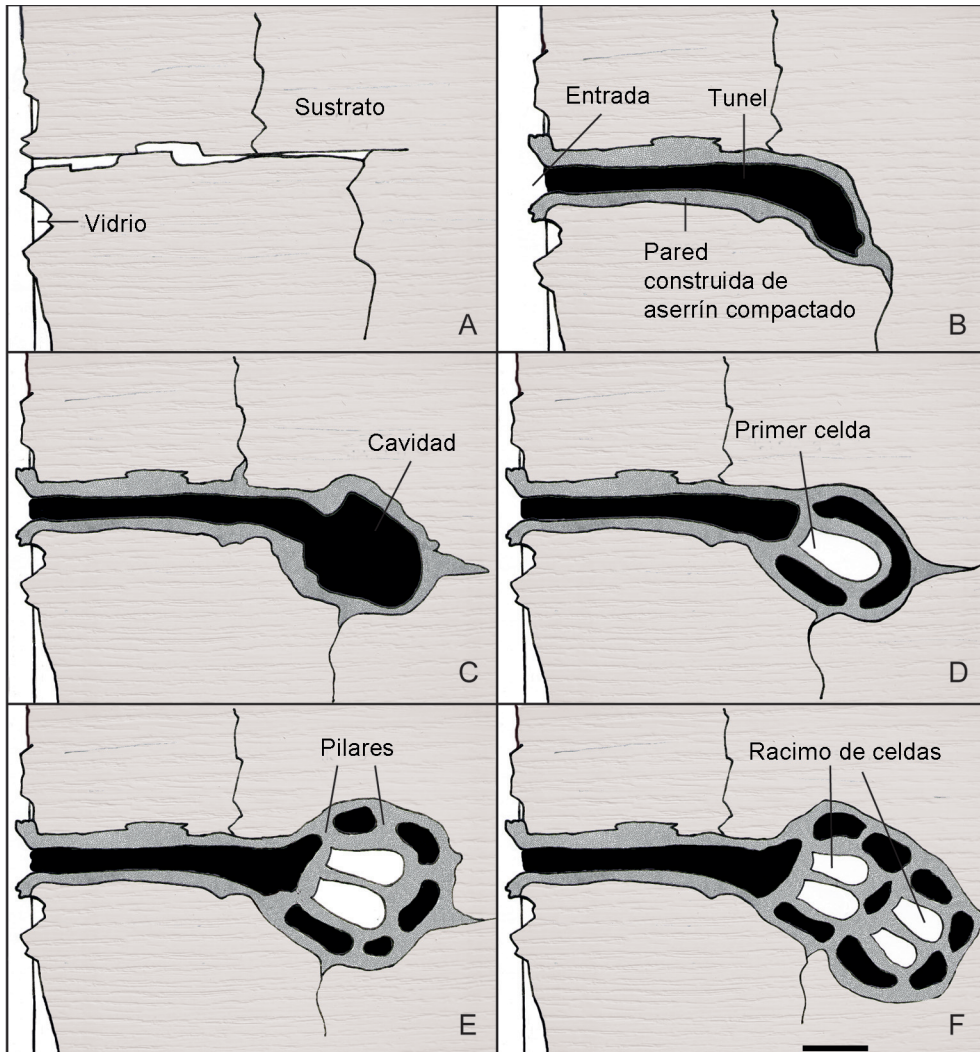 Sustrato
Vidrio
A
Entrada
Tunel
Pared
construida de
aserrín compactado
B
Cavidad
C
Primer celda
D
Pilares
E
Racimo de celdas
F